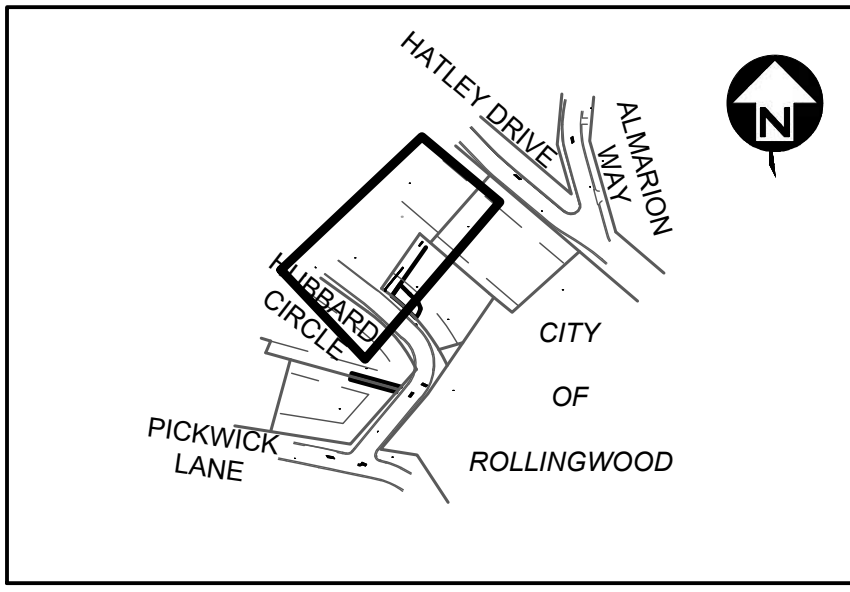 HATLEY DRIVE
ALMARION
WAY
N
HUBBARD
CIRCLE
CITY
OF
ROLLINGWOOD
PICKWICK
LANE